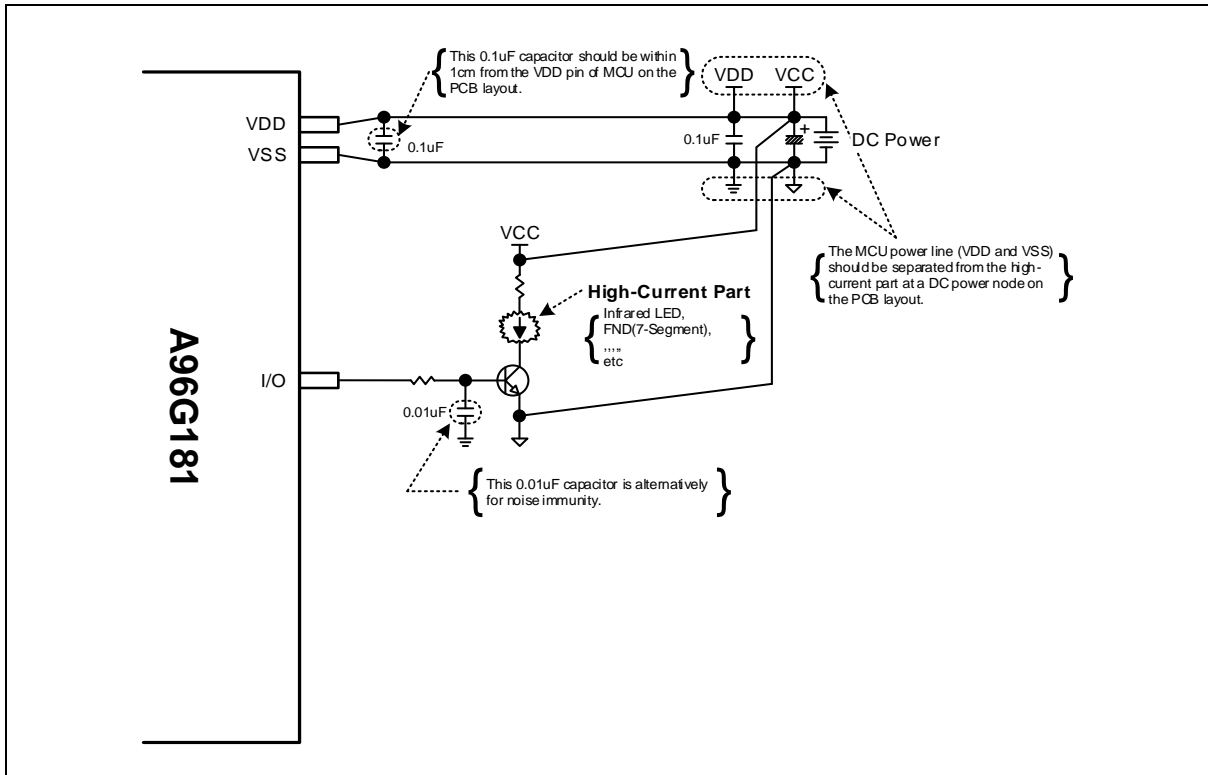 This 0.1uF capacitor should be within
1cm from the VDD pin of MCU on the
PCB layout.
VDD VCC
VDD
VSS
0.1uF
0.1uF
+
DC Power
VCC
The MCU power line (VDD and VSS)
should be separated from the high-
current part at a DC power node on
the PCB layout.
High-Current Part
Infrared LED,
FND(7-Segment),
,,,,
etc
A96G181
I/O
0.01uF
This 0.01uF capacitor is alternatively
for noise immunity.